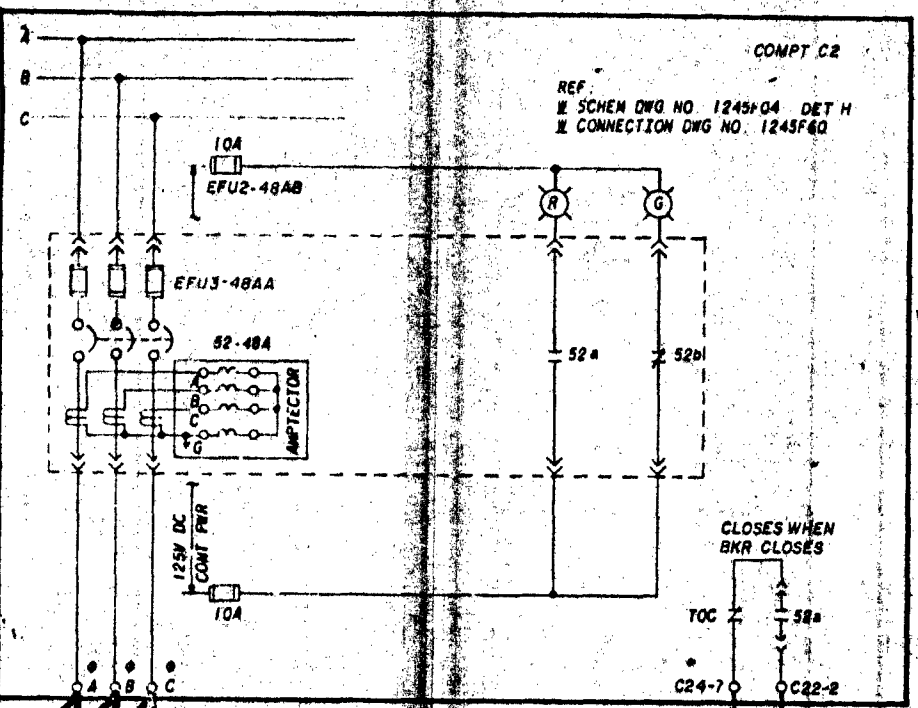 A
COMPT C2
B
REF:
W SCHEM DWG NO. 1245F04 DET H
W CONNECTION DWG NO. 1245F60
C
10A
EFU2-48AB
R
G
EFU3-48AA
52-48A
52a
52b
A
B
C
G
AMPTECTOR
125V DC
CONT PWR
CLOSES WHEN
BKR CLOSES
10A
TOC
52a
ø ø ø
A B C
C24-7
C22-2